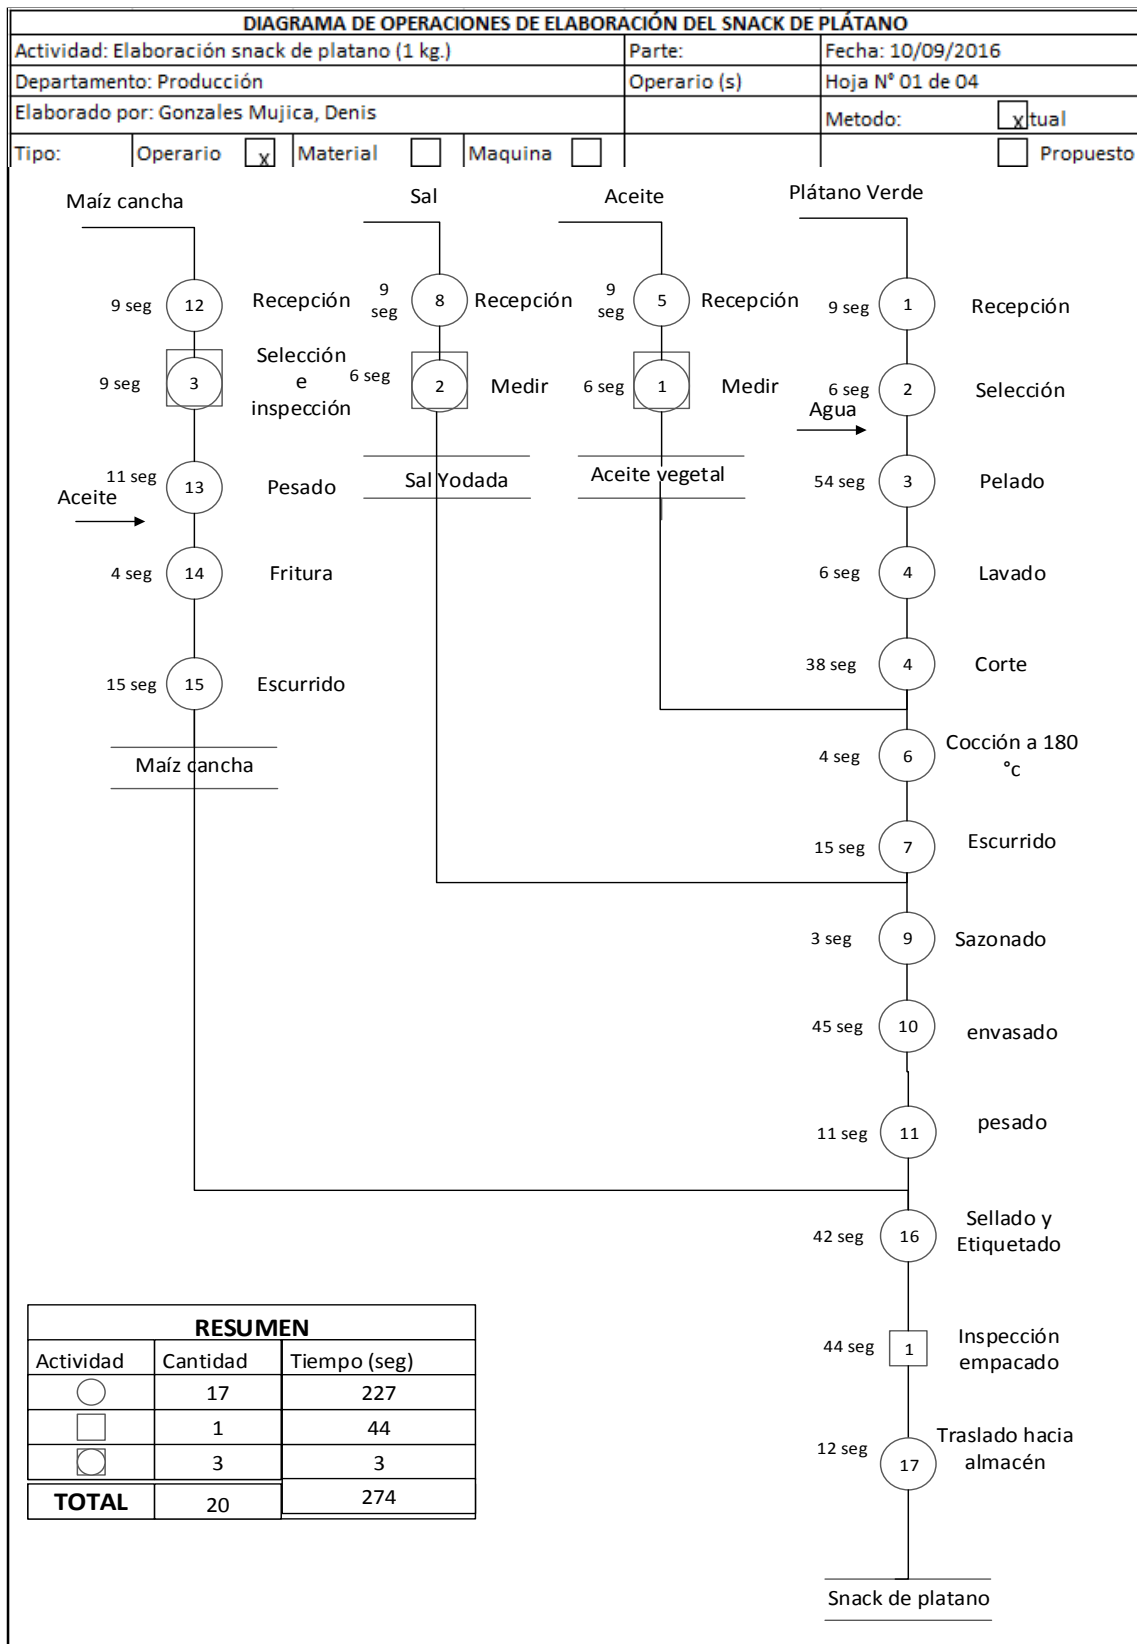 DIAGRAMA DE OPERACIONES DE ELABORACIÓN DEL SNACK DE PLÁTANO
Actividad: Elaboración snack de platano (1 kg.)
Parte:
Fecha: 10/09/2016
Departamento: Producción
Operario (s)
Hoja Nº 01 de 04
Elaborado por: Gonzales Mujica, Denis
Metodo:
x tual
Tipo:
Operario
x
Material
Maquina
Propuesto
Maíz cancha
Sal
Aceite
Plátano Verde
9 seg
12
Recepción
9
seg
8
Recepción
9
seg
5
Recepción
9 seg
1
Recepción
9 seg
3
Selección
e
inspección
6 seg
2
Medir
6 seg
1
Medir
6 seg
2
Selección
Agua
11 seg
13
Pesado
Aceite
Sal Yodada
Aceite vegetal
54 seg
3
Pelado
4 seg
14
Fritura
6 seg
4
Lavado
15 seg
15
Escurrido
38 seg
4
Corte
Maíz cancha
4 seg
6
Cocción a 180
°c
15 seg
7
Escurrido
3 seg
9
Sazonado
45 seg
10
envasado
11 seg
11
pesado
42 seg
16
Sellado y
Etiquetado
44 seg
1
Inspección
empacado
12 seg
17
Traslado hacia
almacén
Snack de platano
RESUMEN
Actividad Cantidad Tiempo (seg)
17 227
1 44
3 3
TOTAL 20 274